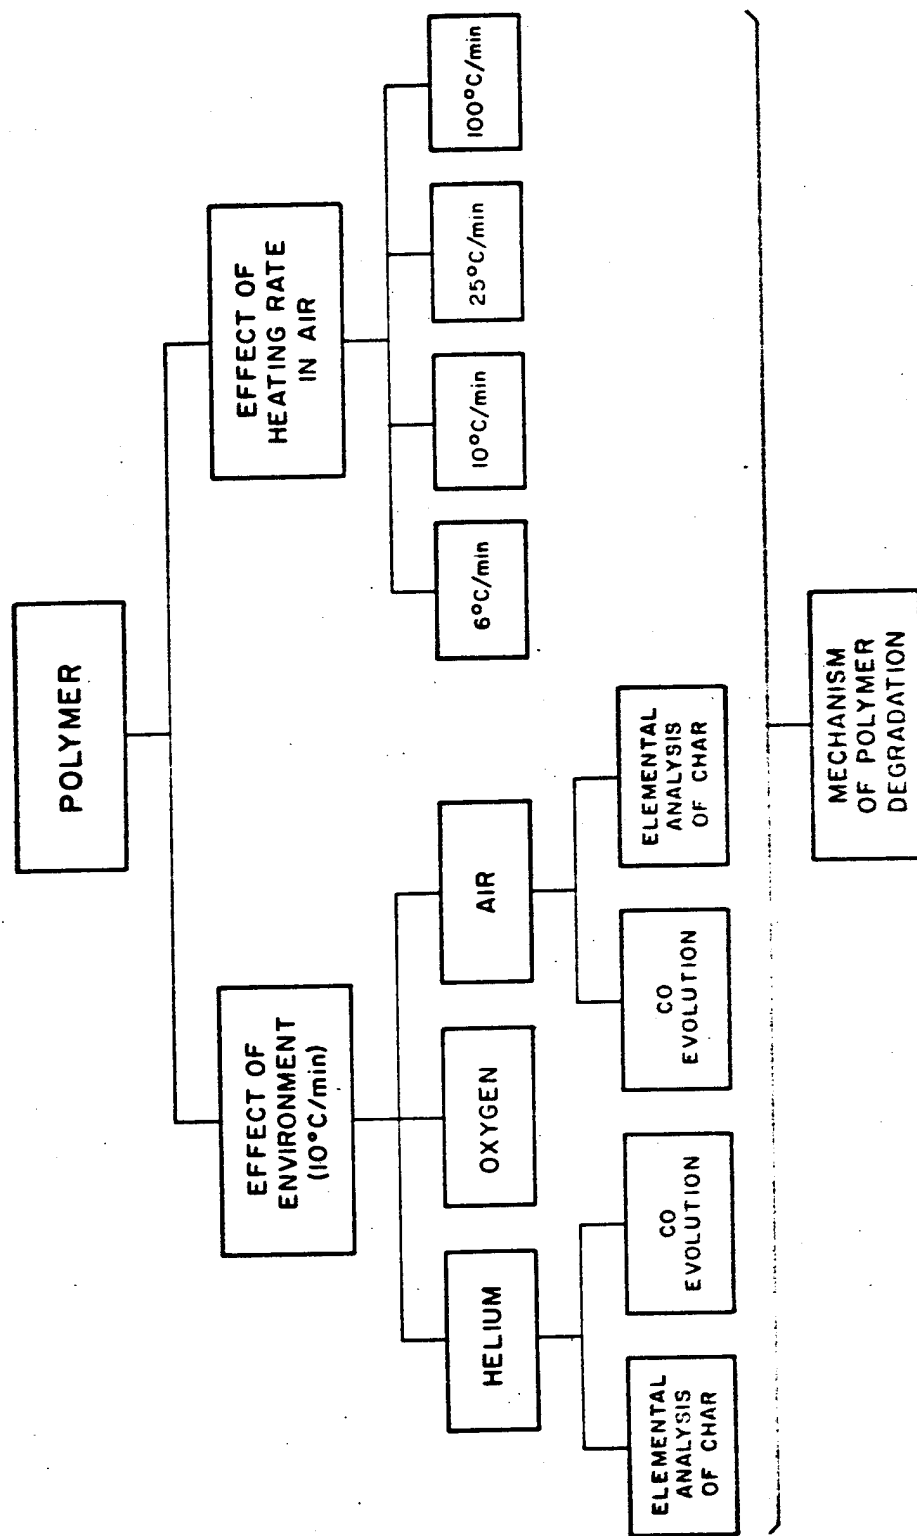 POLYMER
EFFECT OF
ENVIRONMENT
(10°C/min)
EFFECT OF
HEATING RATE
IN AIR
HELIUM
OXYGEN
AIR
6°C/min
10°C/min
25°C/min
100°C/min
ELEMENTAL
ANALYSIS
OF CHAR
CO
EVOLUTION
CO
EVOLUTION
ELEMENTAL
ANALYSIS
OF CHAR
MECHANISM
OF POLYMER
DEGRADATION